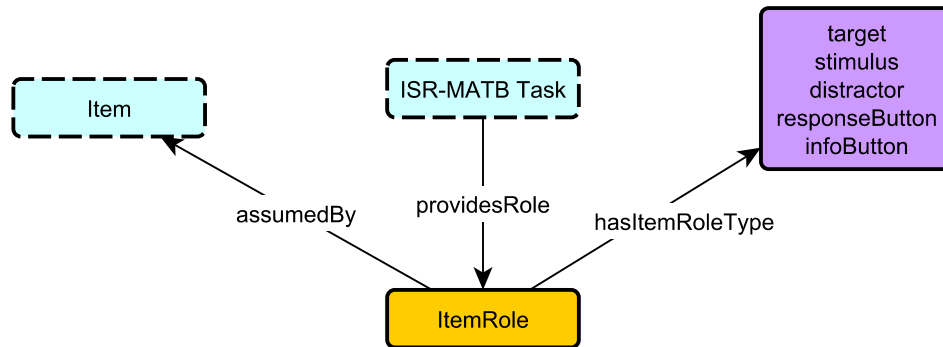 target
stimulus
distractor
responseButton
infoButton
Item
ISR-MATB Task
assumedBy
providesRole
hasItemRoleType
ItemRole